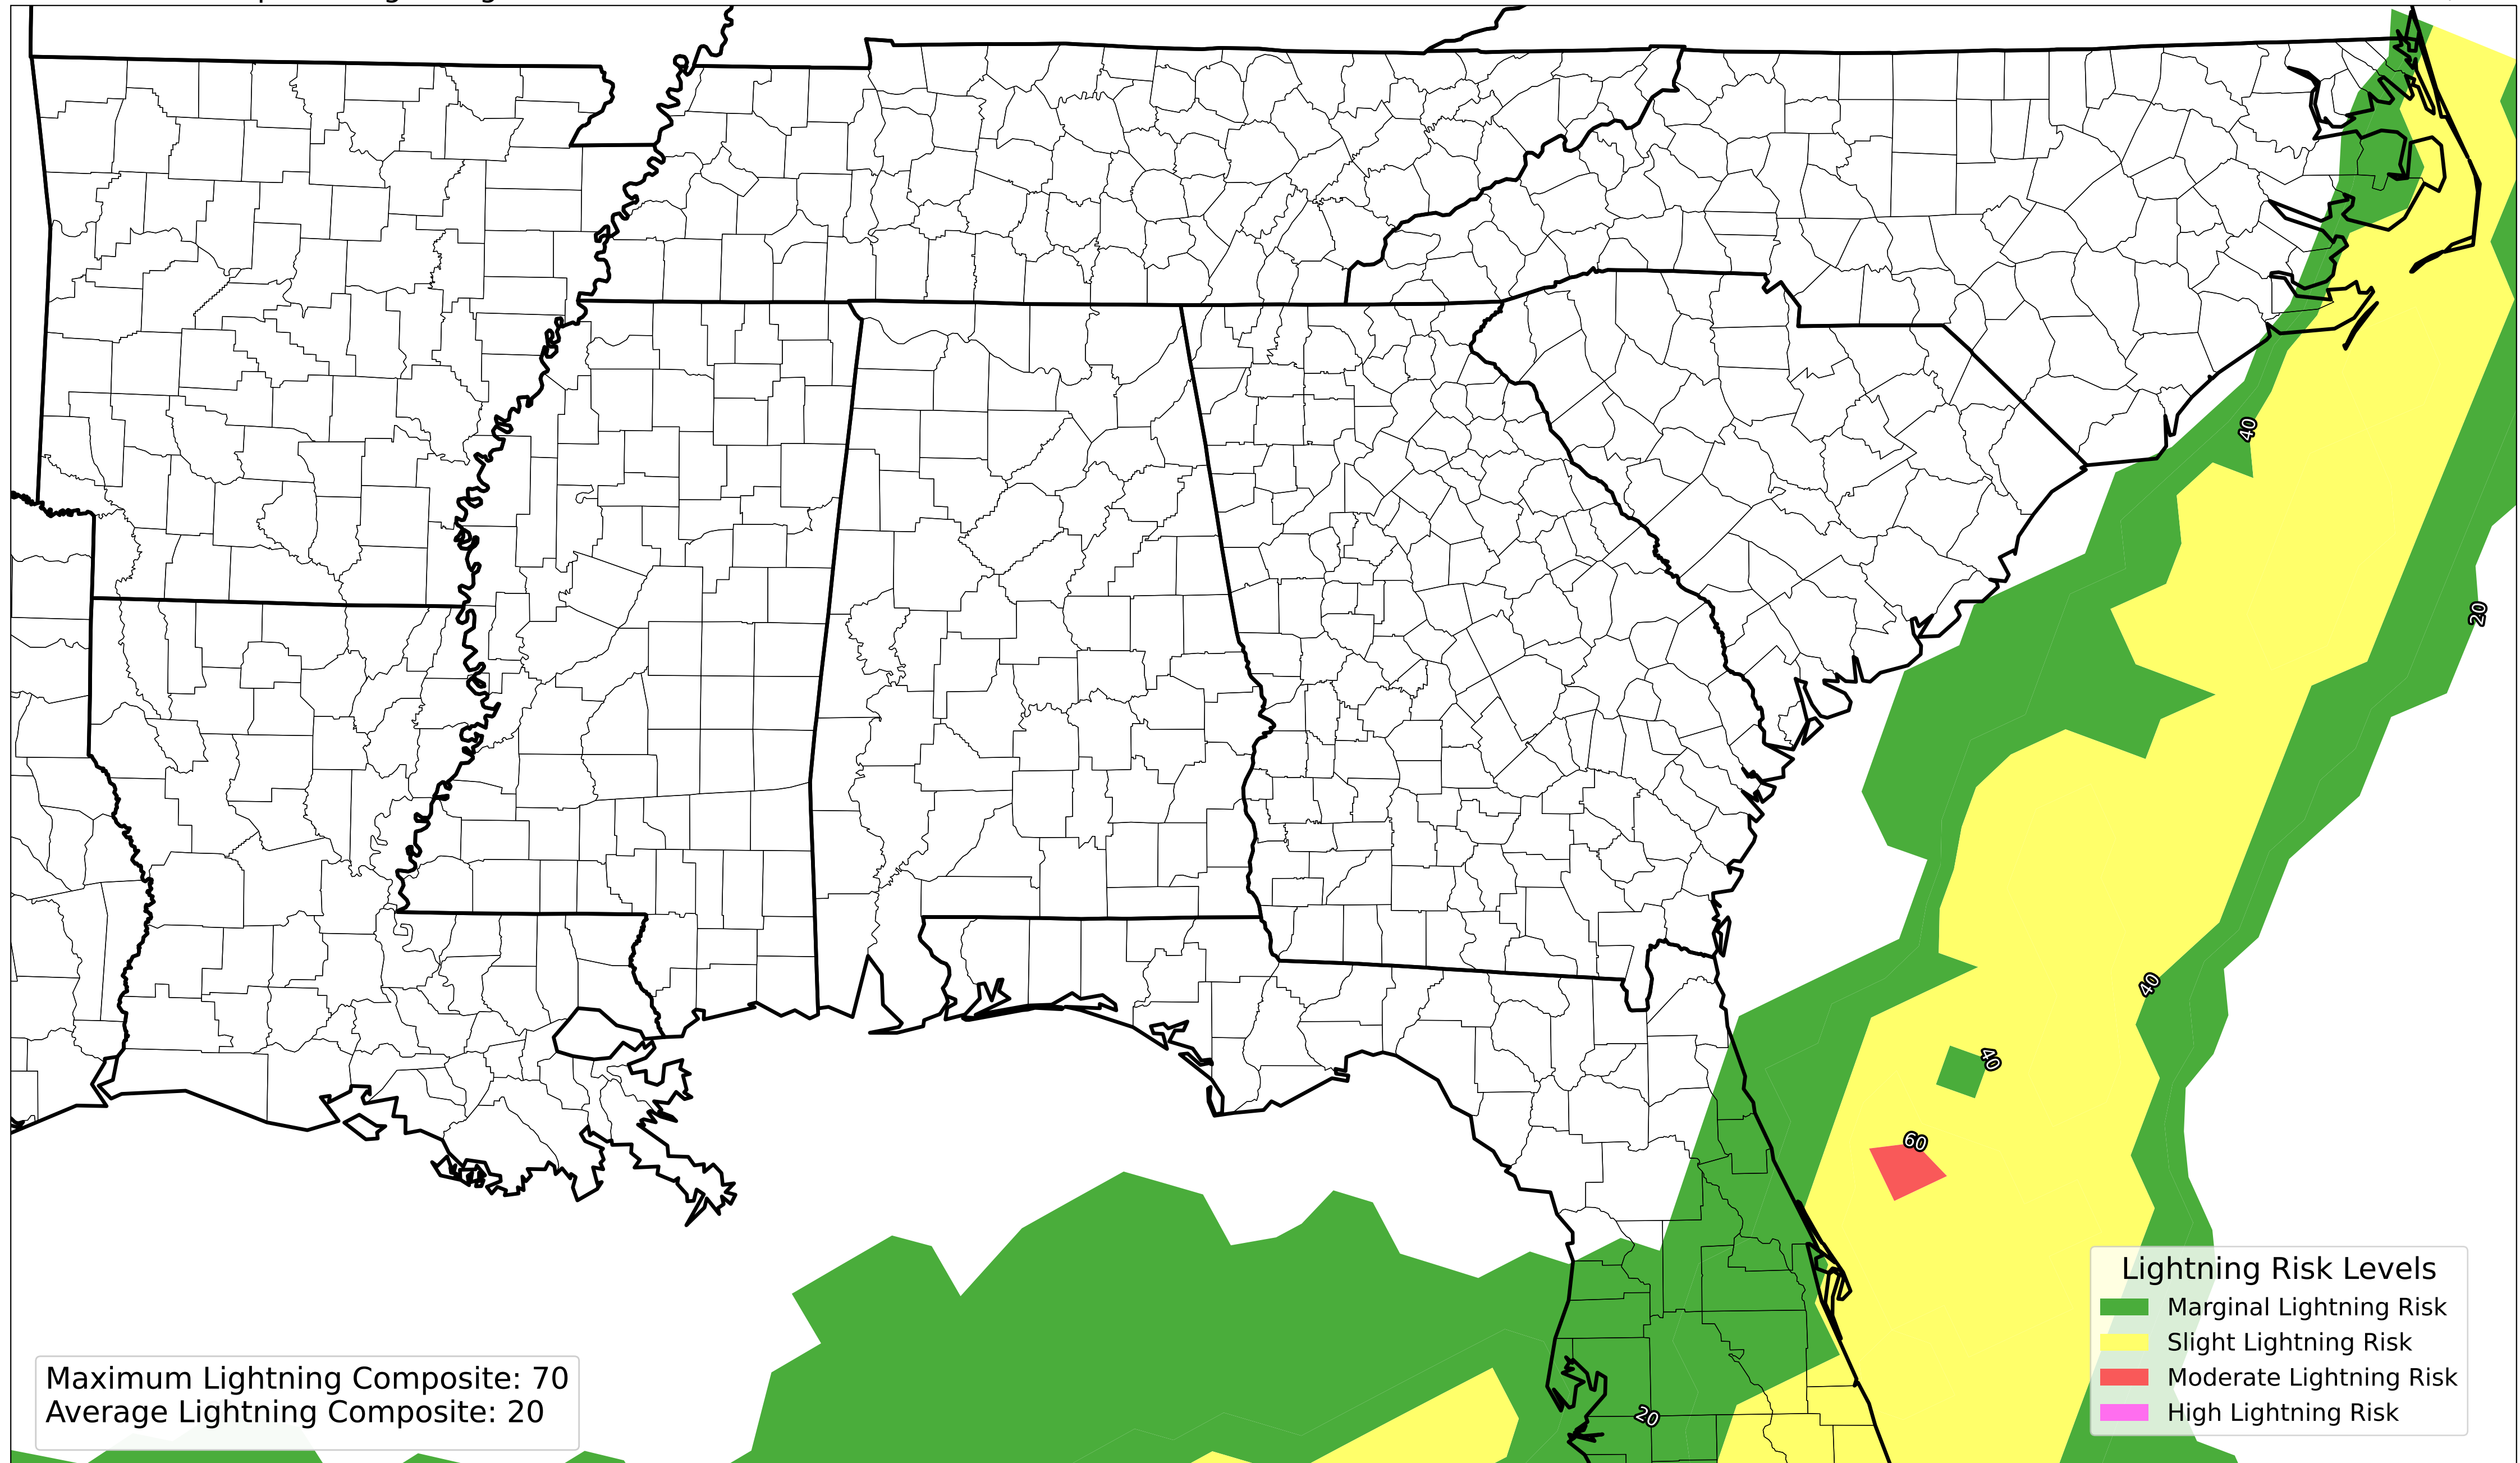 40
20
40
40
60
20
Lightning Risk Levels
Marginal Lightning Risk
Slight Lightning Risk
Moderate Lightning Risk
High Lightning Risk
Maximum Lightning Composite: 70
Average Lightning Composite: 20